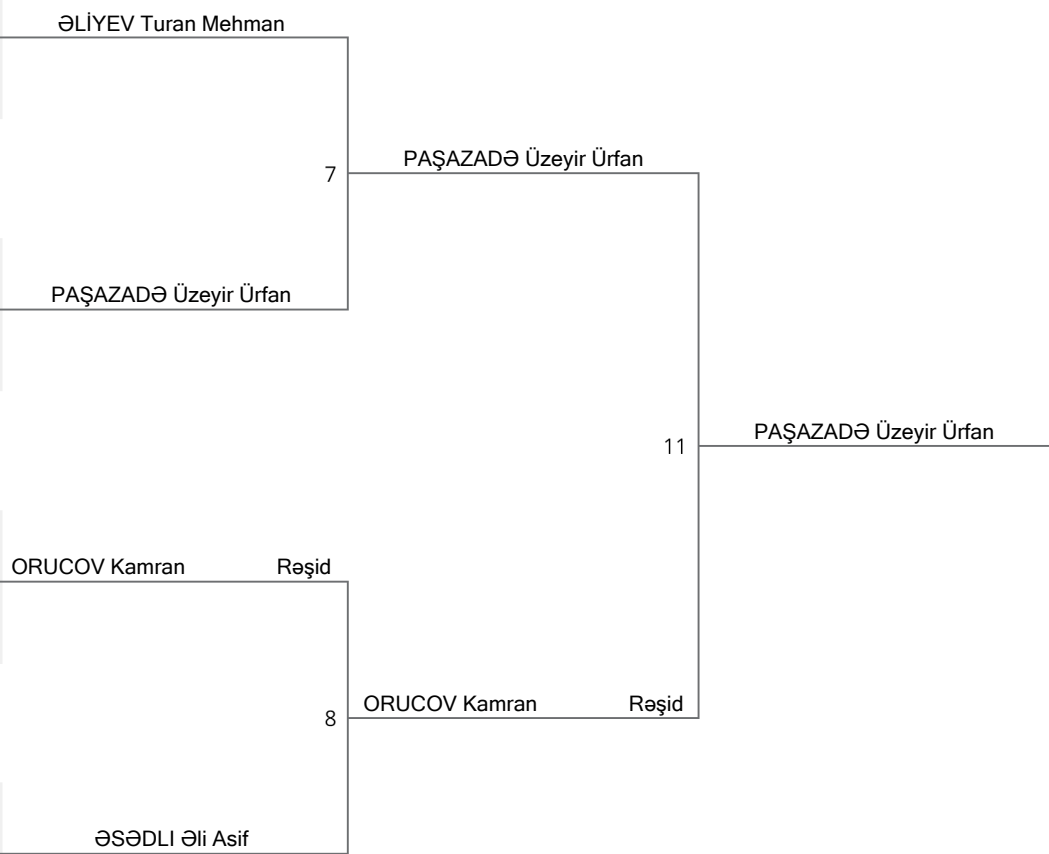 ƏLİYEV Turan Mehman
PAŞAZADƏ Üzeyir Ürfan
7
PAŞAZADƏ Üzeyir Ürfan
PAŞAZADƏ Üzeyir Ürfan
11
ORUCOV Kamran Rəşid
ORUCOV Kamran Rəşid
8
ƏSƏDLI Əli Asif